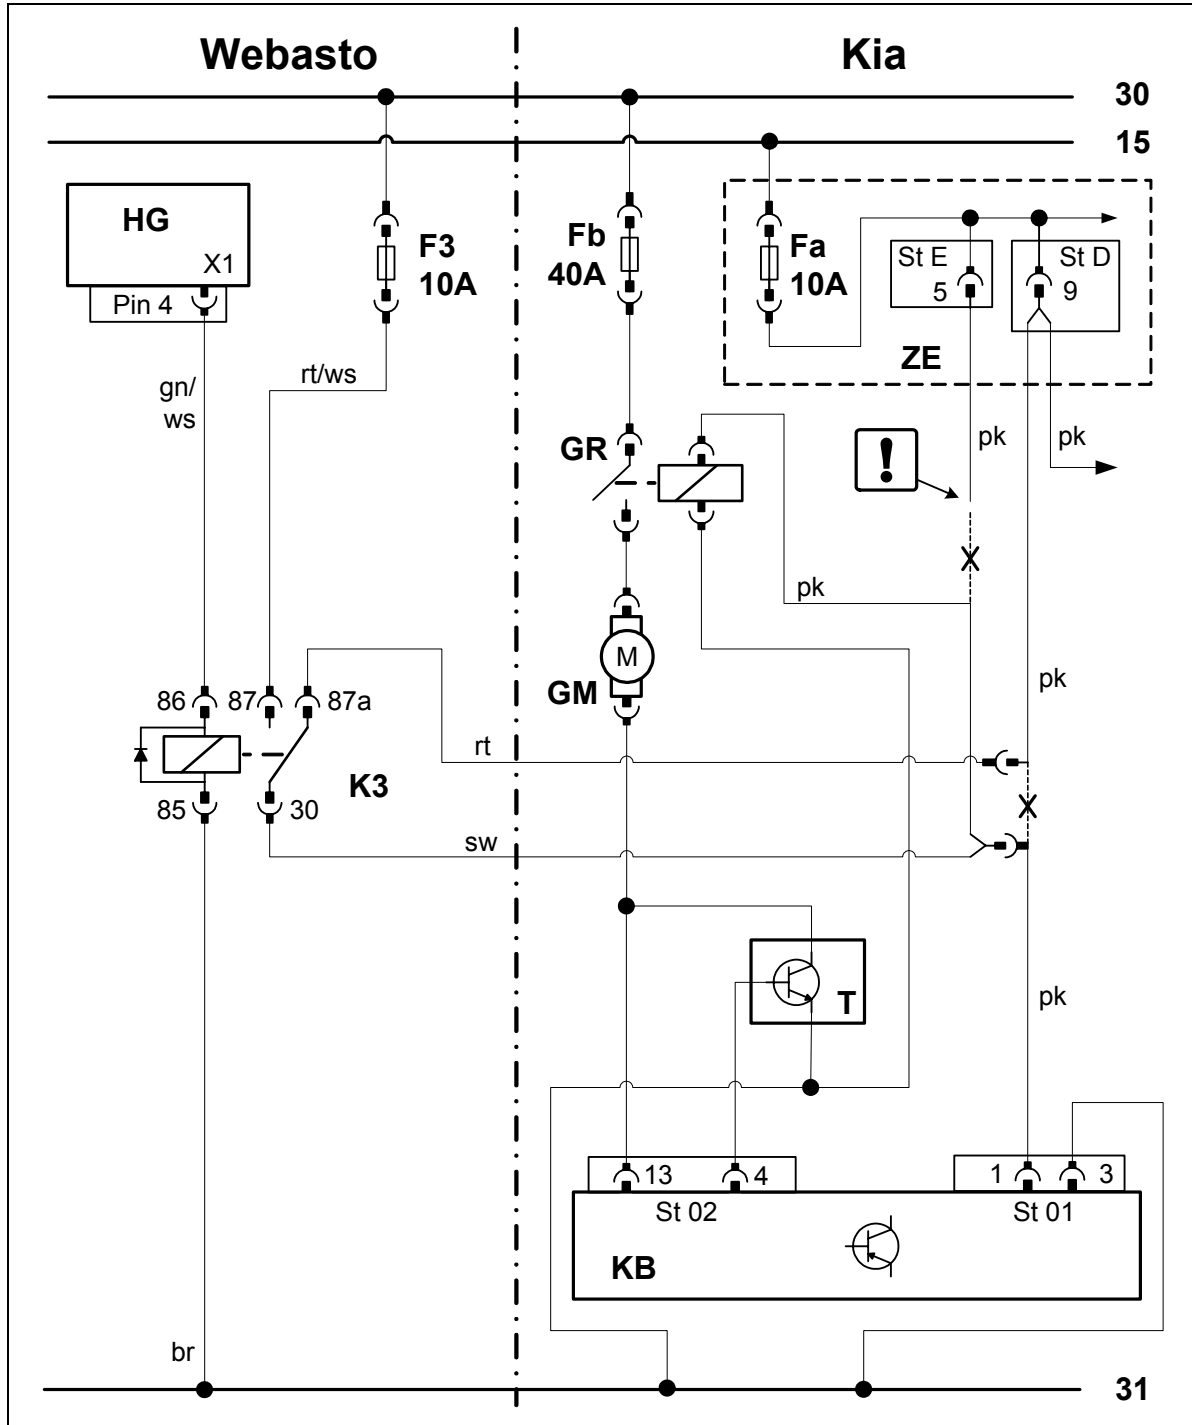 Webasto
Kia
30
15
HG
X1
Pin 4
F3
10A
Fb
40A
Fa
10A
St E
5
St D
9
ZE
gn/
ws
rt/ws
pk
pk
!
GR
pk
M
GM
86
87
87a
pk
rt
K3
85
30
sw
T
pk
13
4
1
3
St 02
St 01
KB
br
31